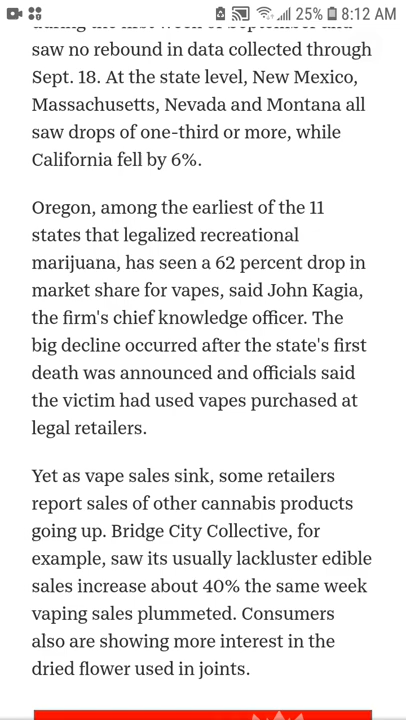 25% 8:12 AM
saw no rebound in data collected through
Sept. 18. At the state level, New Mexico,
Massachusetts, Nevada and Montana all
saw drops of one-third or more, while
California fell by 6%.
Oregon, among the earliest of the 11
states that legalized recreational
marijuana, has seen a 62 percent drop in
market share for vapes, said John Kagia,
the firm's chief knowledge officer. The
big decline occurred after the state's first
death was announced and officials said
the victim had used vapes purchased at
legal retailers.
Yet as vape sales sink, some retailers
report sales of other cannabis products
going up. Bridge City Collective, for
example, saw its usually lackluster edible
sales increase about 40% the same week
vaping sales plummeted. Consumers
also are showing more interest in the
dried flower used in joints.